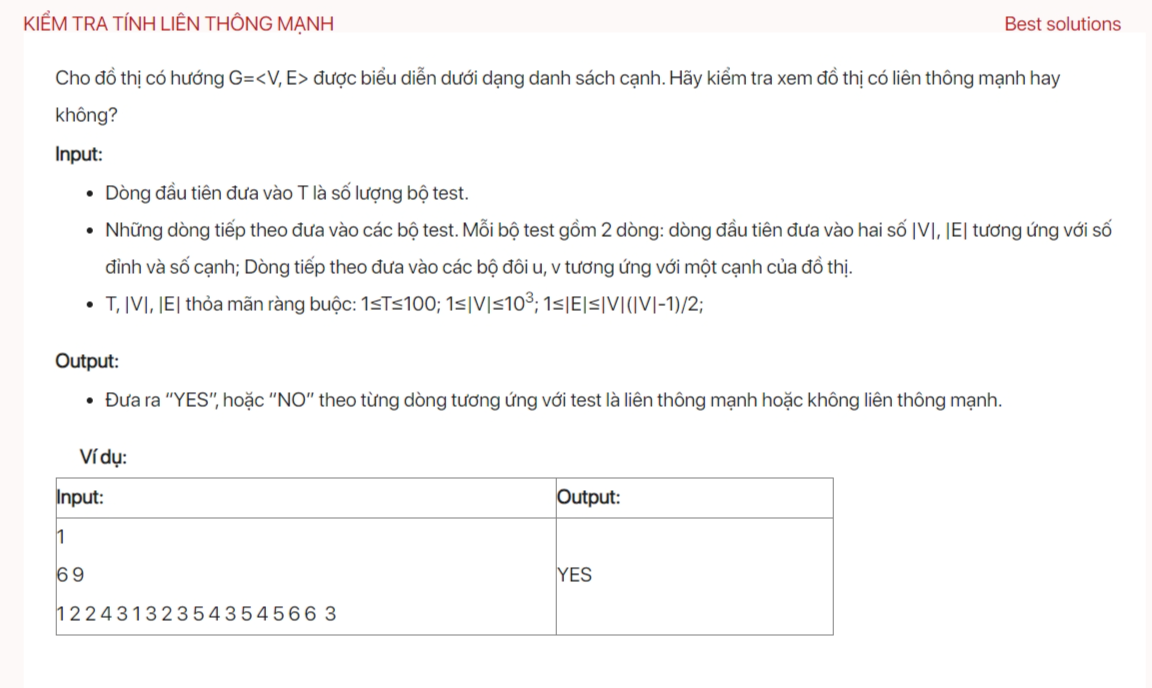 KIỂM TRA TÍNH LIÊN THÔNG MẠNH
Best solutions
Cho đồ thị có hướng G=<V, E> được biểu diễn dưới dạng danh sách cạnh. Hãy kiểm tra xem đồ thị có liên thông mạnh hay
không?
Input:
• Dòng đầu tiên đưa vào T là số lượng bộ test.
• Những dòng tiếp theo đưa vào các bộ test. Mỗi bộ test gồm 2 dòng: dòng đầu tiên đưa vào hai số |V|, |E| tương ứng với số
đỉnh và số cạnh; Dòng tiếp theo đưa vào các bộ đôi u, v tương ứng với một cạnh của đồ thị.
• T, |V|, |E| thỏa mãn ràng buộc: 1≤T≤100; 1≤|V|≤10³; 1≤|E|≤|V|(|V|-1)/2;
Output:
• Đưa ra “YES”, hoặc “NO” theo từng dòng tương ứng với test là liên thông mạnh hoặc không liên thông mạnh.
Ví dụ:
Input:
Output:
1
6 9
YES
1 2 2 4 3 1 3 2 3 5 4 3 5 4 5 6 6 3